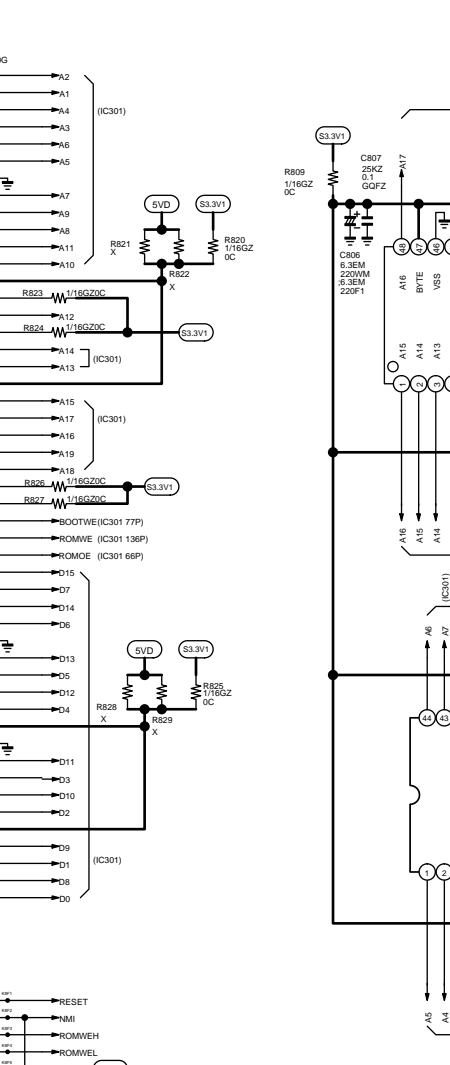 G
A2
A1
A4
A3
A6
A5
(IC301)
A7
A9
A8
A11
A10
5VD
S3.3V1
R821
X
R822
X
R820
1/16GZ
0C
R823
1/16GZ0C
A12
R824
1/16GZ0C
S3.3V1
A14
A13
(IC301)
A15
A17
A16
A19
A18
(IC301)
R826
1/16GZ0C
R827
1/16GZ0C
S3.3V1
BOOTWE(IC301 77P)
ROMWE (IC301 136P)
ROMOE (IC301 66P)
D15
D7
D14
D6
D13
D5
D12
D4
5VD
S3.3V1
R828
X
R829
X
R825
1/16GZ
0C
D11
D3
D10
D2
D9
D1
D8
D0
(IC301)
RESET
NMI
ROMWEH
ROMWEL
S3.3V1
R809
1/16GZ
0C
C807
25KZ
0.1
GQFZ
C806
6.3EM
220WM
;6.3EM
220F1
A17
48
47
46
A16
BYTE
VSS
A15
A14
A13
1
2
3
A16
A15
A14
(IC301)
A6
A7
44
43
1
2
A5
A4